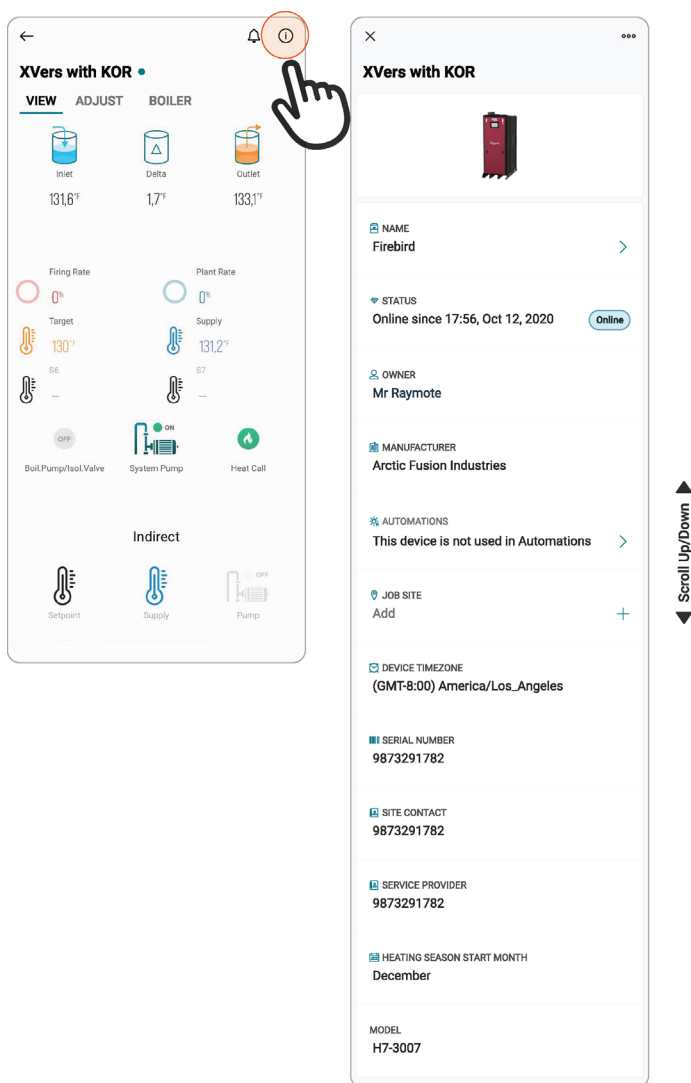 XVers with KOR
VIEW ADJUST BOILER
Inlet Delta Outlet
131,6°F 1,7°F 133,1°F
Firing Rate Plant Rate
0% 0%
Target Supply
130°F 131,2°F
S6 S7
– –
OFF ON
Boil.Pump/Isol.Valve System Pump Heat Call
Indirect
OFF
Setpoint Supply Pump
XVers with KOR
NAME
Firebird
STATUS
Online since 17:56, Oct 12, 2020 Online
OWNER
Mr Raymote
MANUFACTURER
Arctic Fusion Industries
AUTOMATIONS
This device is not used in Automations
JOB SITE
Add
DEVICE TIMEZONE
(GMT-8:00) America/Los_Angeles
SERIAL NUMBER
9873291782
SITE CONTACT
9873291782
SERVICE PROVIDER
9873291782
HEATING SEASON START MONTH
December
MODEL
H7-3007
Scroll Up/Down